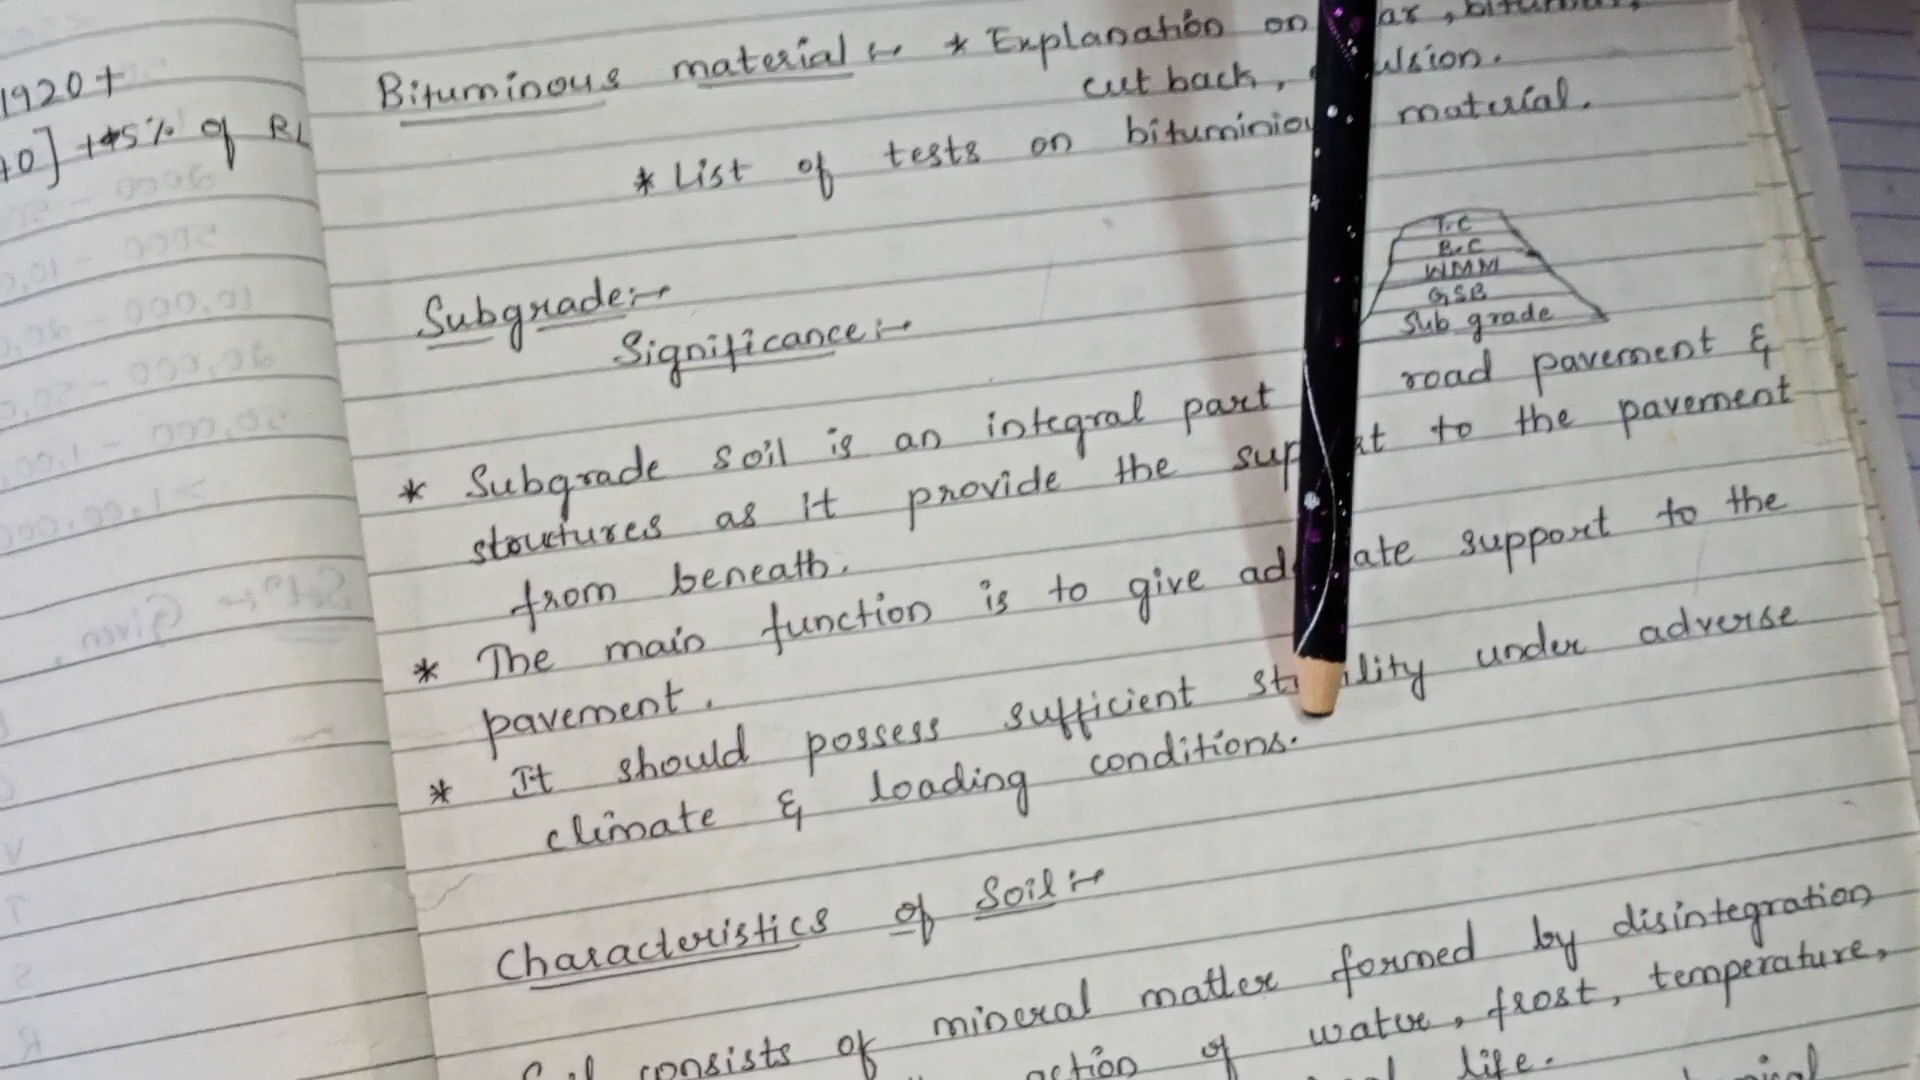 1920+
+0] +45% of RL
Bituminous material :- * Explanation on ar, bitumen,
cut back, ulsion.
* List of tests on bituminiou material.
T.C
B.C
WMM
GSB
Sub grade
Subgrade:-
Significance:-
* Subgrade soil is an integral part road pavement &
structures as it provide the sup rt to the pavement
from beneath.
* The main function is to give ad ate support to the
pavement.
* It should possess sufficient st ility under adverse
climate & loading conditions.
Characteristics of Soil:-
consists of mineral matter formed by disintegration
action of water, frost, temperature,
life.